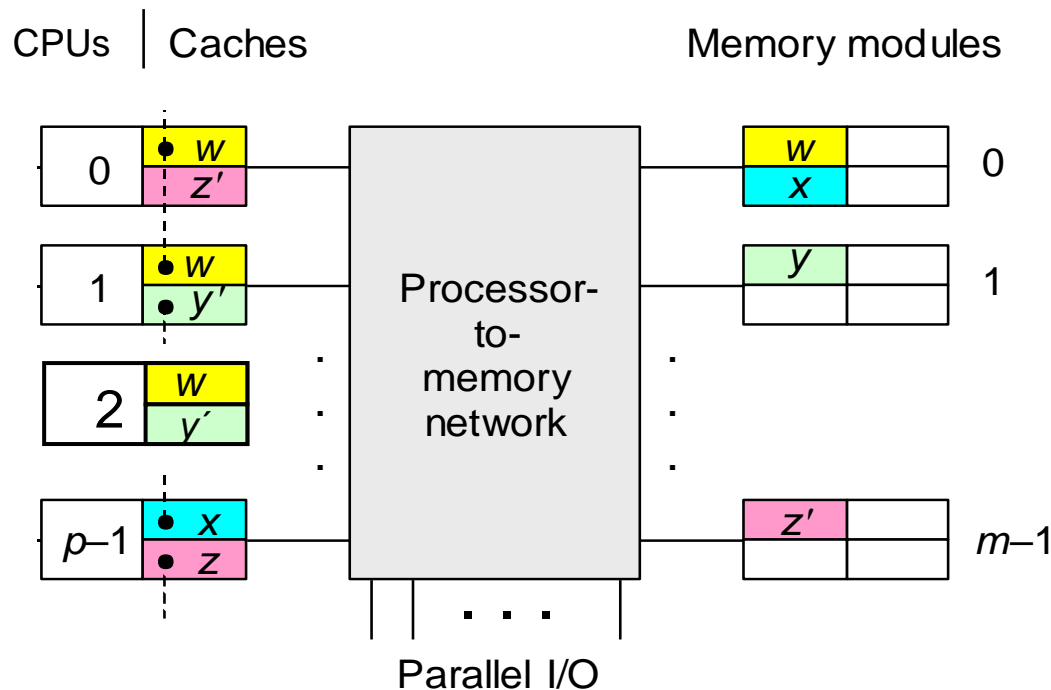 CPUs Caches Memory modules
0 w w 0
z' x
1 w y 1
y'
Processor-
to-
memory
network
2 w
y´
p–1 x z' m–1
z
. . .
Parallel I/O